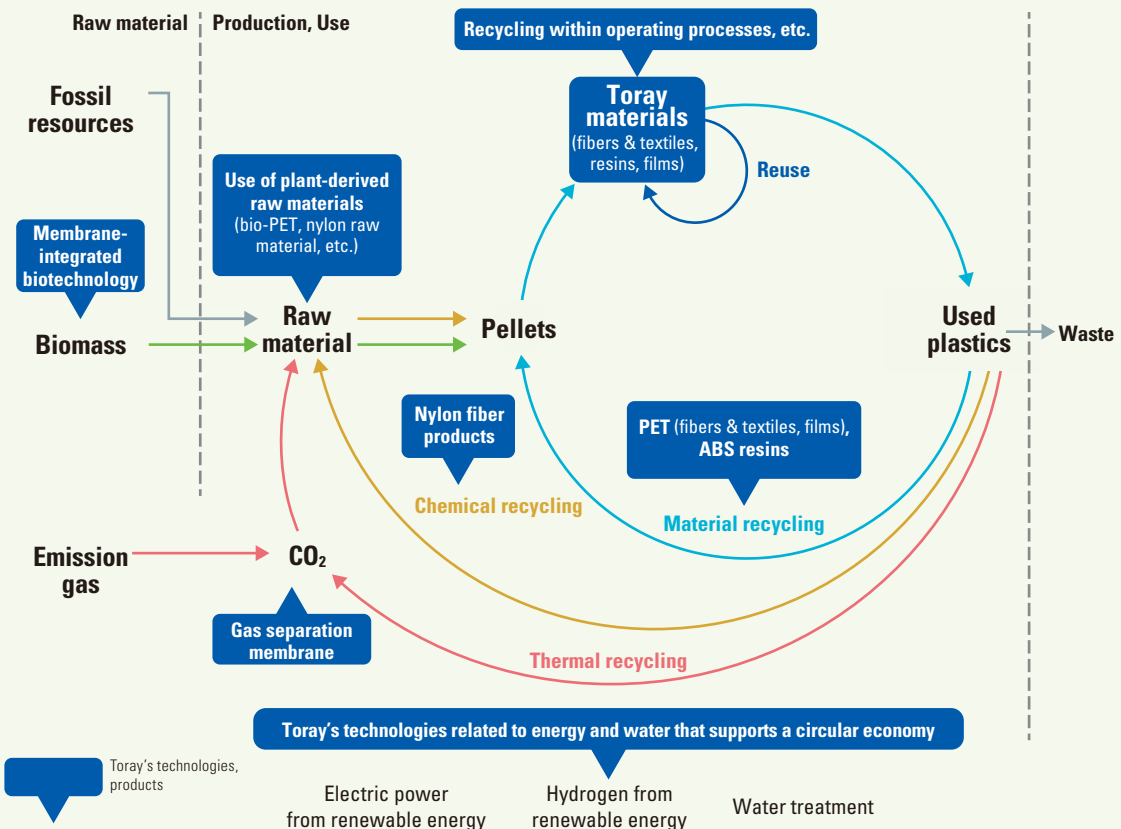 Raw material
Production, Use
Recycling within operating processes, etc.
Fossil
resources
Toray
materials
(fibers & textiles,
resins, films)
Reuse
Use of plant-derived
raw materials
(bio-PET, nylon raw
material, etc.)
Membrane-
integrated
biotechnology
Biomass
Raw
material
Pellets
Used
plastics
Waste
Nylon fiber
products
PET (fibers & textiles, films),
ABS resins
Chemical recycling
Material recycling
Emission
gas
CO₂
Gas separation
membrane
Thermal recycling
Toray's technologies related to energy and water that supports a circular economy
Toray's technologies,
products
Electric power
from renewable energy
Hydrogen from
renewable energy
Water treatment